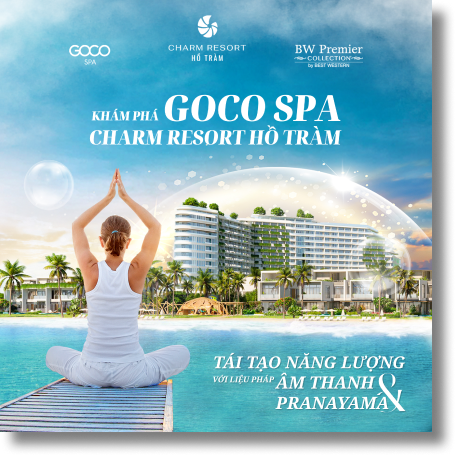 GOCO
SPA
CHARM RESORT
HỒ TRÀM
BW Premier
COLLECTION
by BEST WESTERN
KHÁM PHÁ GOCO SPA
CHARM RESORT HỒ TRÀM
TÁI TẠO NĂNG LƯỢNG
VỚI LIỆU PHÁP ÂM THANH &
PRANAYAMA